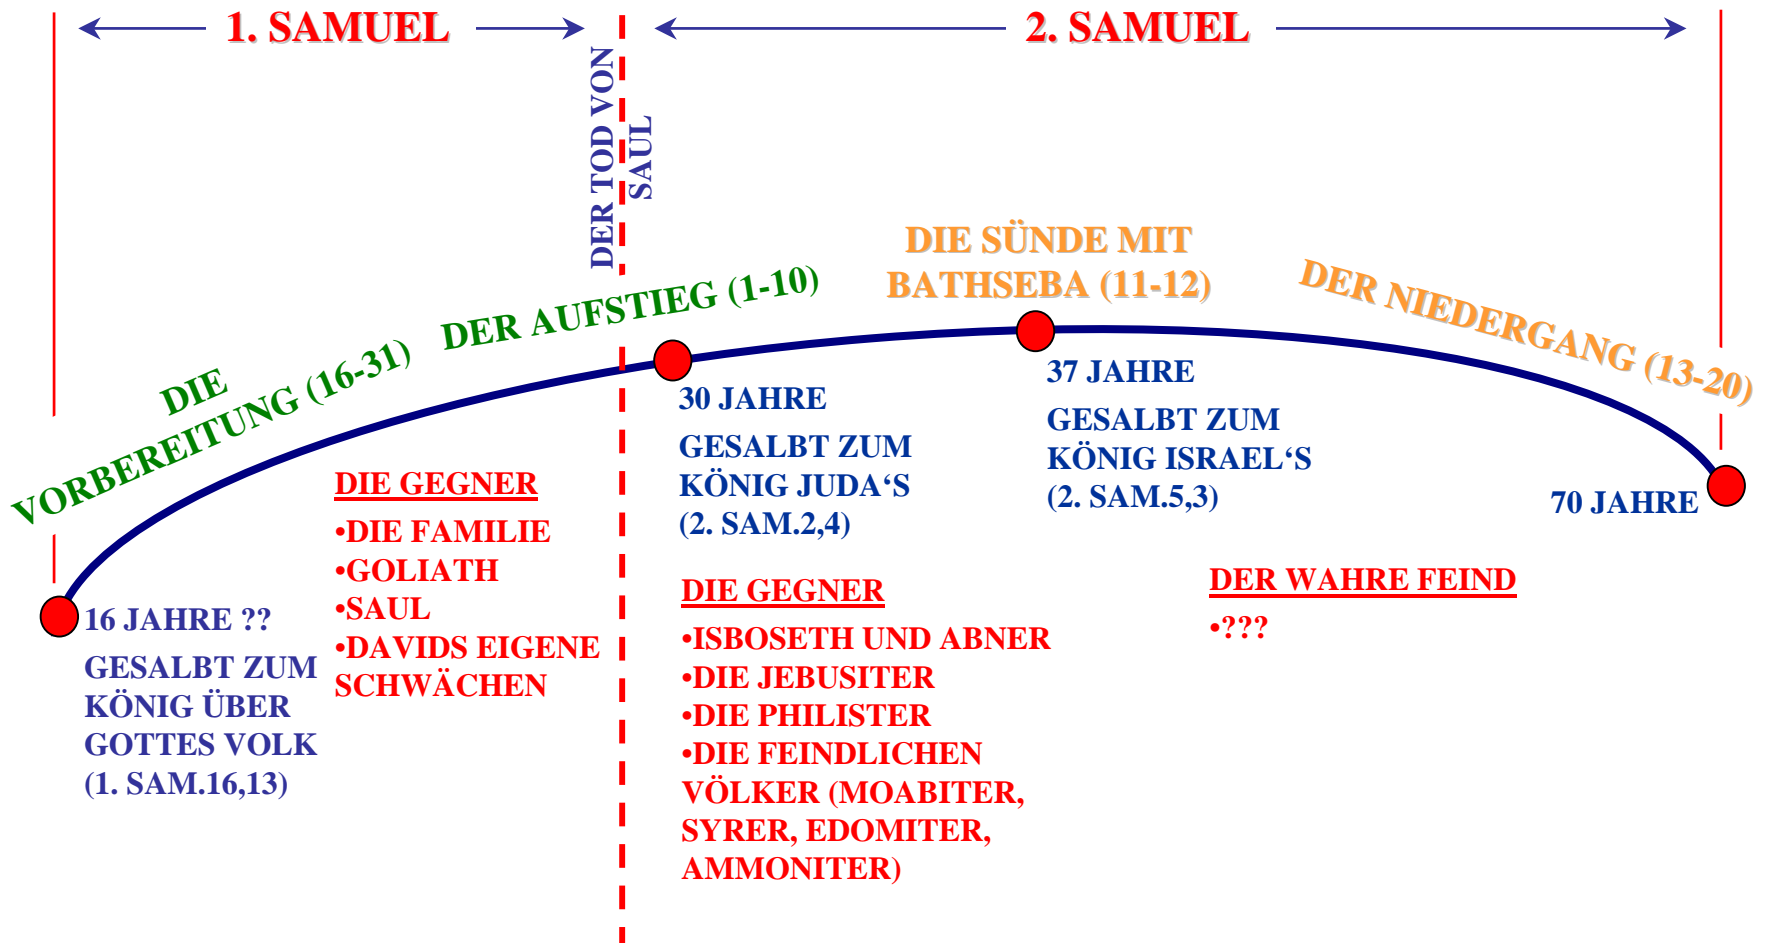 1. SAMUEL
2. SAMUEL
DER TOD VON
SAUL
DIE
VORBEREITUNG (16-31)
DER AUFSTIEG (1-10)
DIE SÜNDE MIT
BATHSEBA (11-12)
DER NIEDERGANG (13-20)
16 JAHRE ??
GESALBT ZUM
KÖNIG ÜBER
GOTTES VOLK
(1. SAM.16,13)
DIE GEGNER
•DIE FAMILIE
•GOLIATH
•SAUL
•DAVIDS EIGENE
SCHWÄCHEN
30 JAHRE
GESALBT ZUM
KÖNIG JUDA‘S
(2. SAM.2,4)
DIE GEGNER
•ISBOSETH UND ABNER
•DIE JEBUSITER
•DIE PHILISTER
•DIE FEINDLICHEN
VÖLKER (MOABITER,
SYRER, EDOMITER,
AMMONITER)
37 JAHRE
GESALBT ZUM
KÖNIG ISRAEL‘S
(2. SAM.5,3)
DER WAHRE FEIND
•???
70 JAHRE